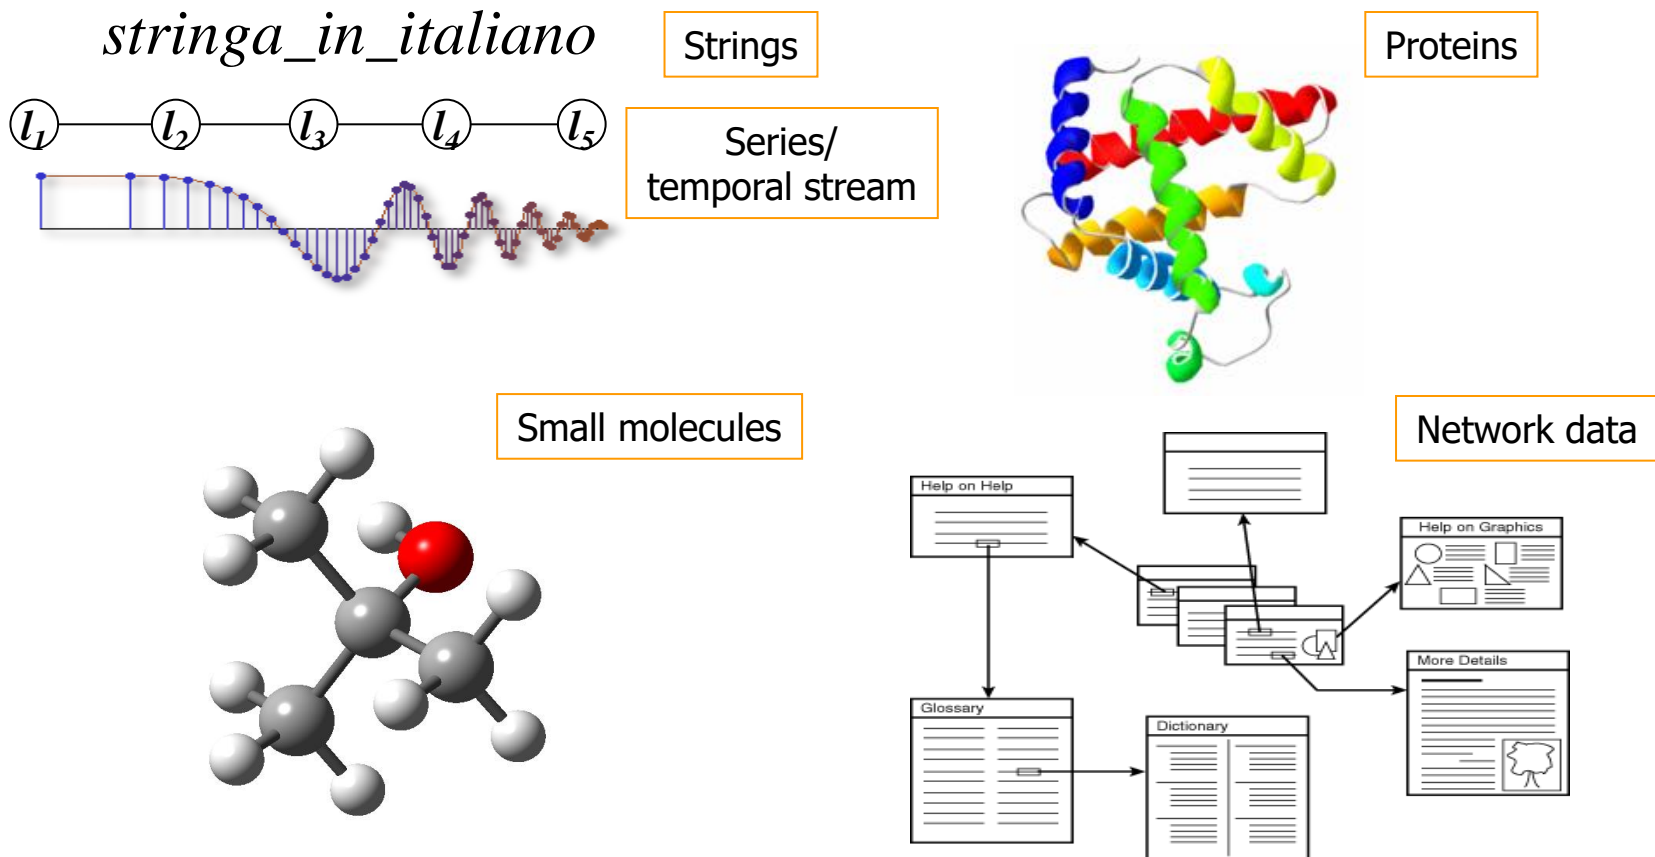 stringa_in_italiano
Strings
Proteins
l1 l2 l3 l4 l5
Series/
temporal stream
Small molecules
Network data
Help on Help
Help on Graphics
More Details
Glossary
Dictionary